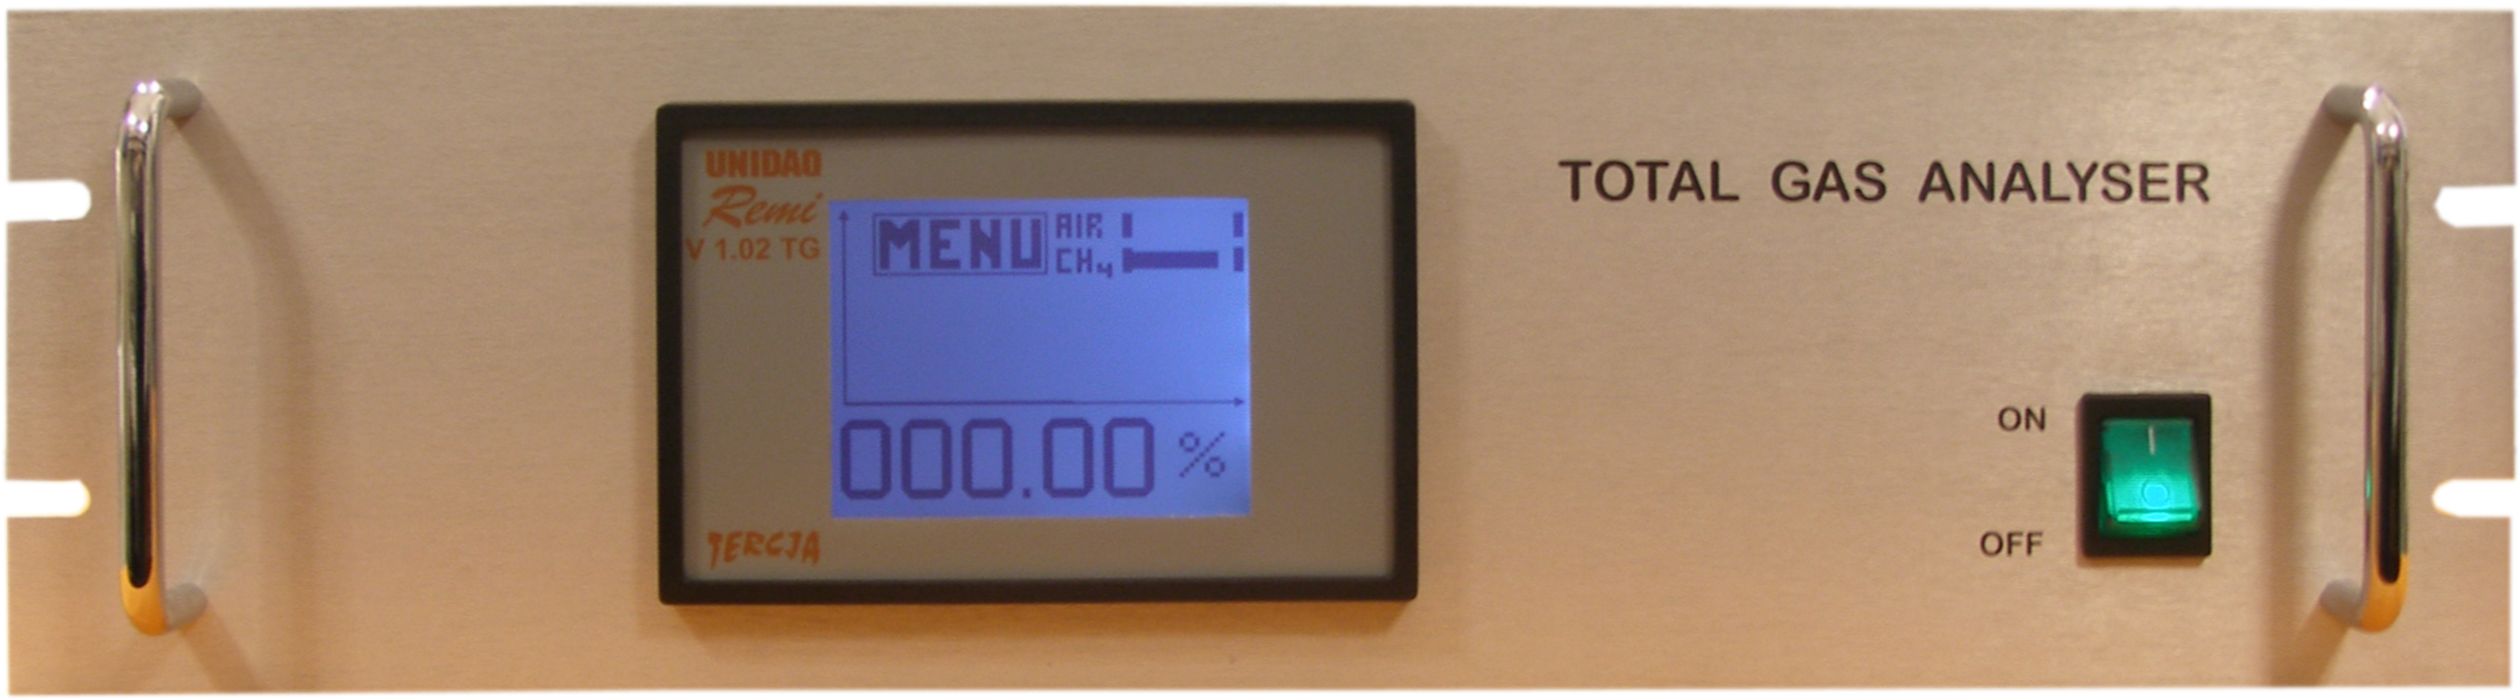 UNIDAQ
Remi
V 1.02 TG
MENU
AIR
CH₄
000.00 %
TERCJA
TOTAL GAS ANALYSER
ON
OFF